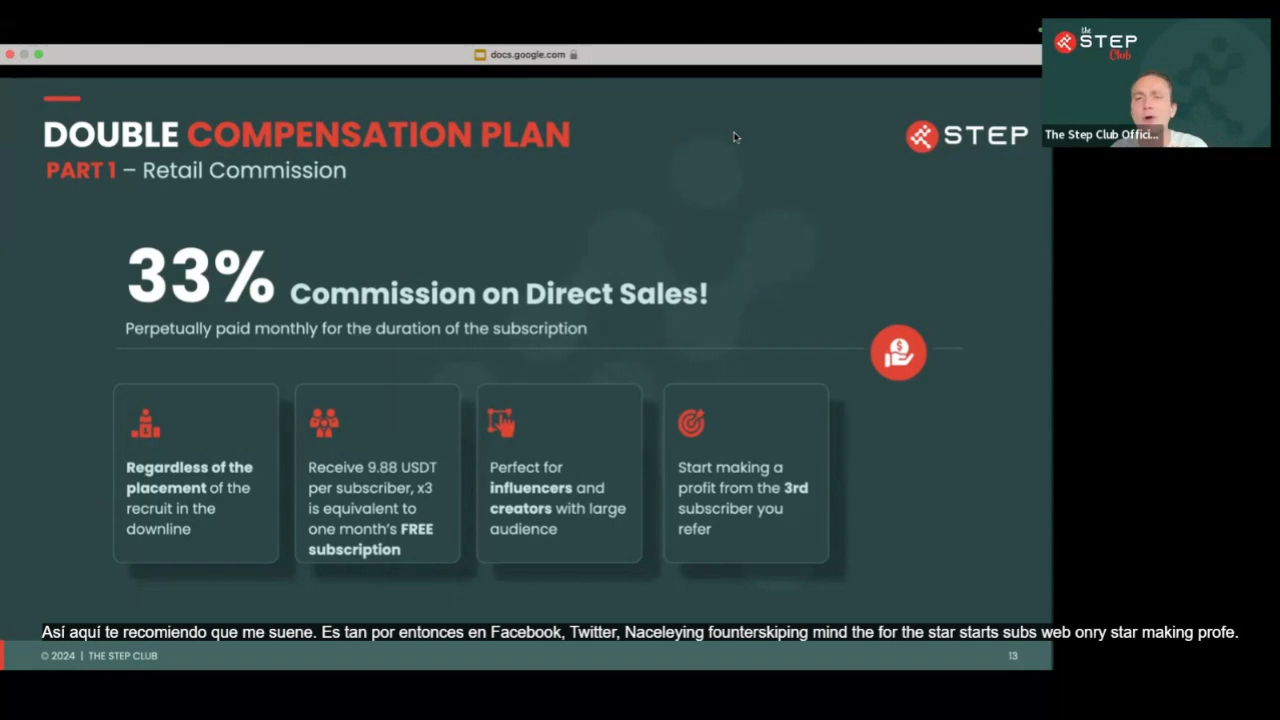 docs.google.com
the
STEP
Club
The Step Club Offici...
DOUBLE COMPENSATION PLAN
STEP
PART 1 – Retail Commission
33% Commission on Direct Sales!
Perpetually paid monthly for the duration of the subscription
Regardless of the
placement of the
recruit in the
downline
Receive 9.88 USDT
per subscriber, x3
is equivalent to
one month's FREE
subscription
Perfect for
influencers and
creators with large
audience
Start making a
profit from the 3rd
subscriber you
refer
Así aquí te recomiendo que me suene. Es tan por entonces en Facebook, Twitter, Naceleying founterskiping mind the for the star starts subs web onry star making profe.
© 2024 | THE STEP CLUB
13